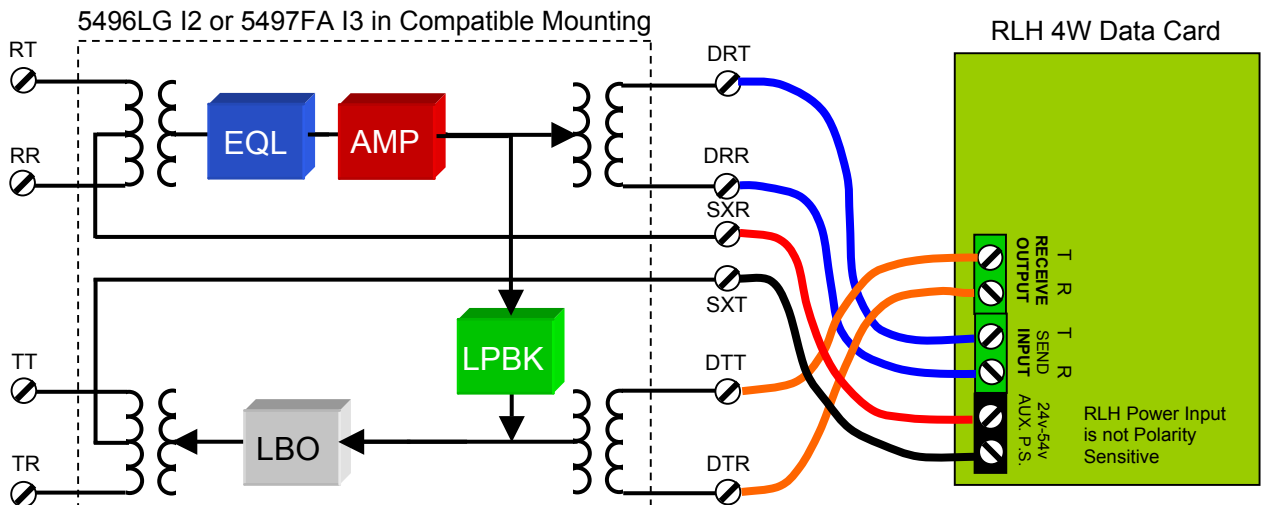 5496LG I2 or 5497FA I3 in Compatible Mounting
RLH 4W Data Card
RT
RR
EQL
AMP
DRT
DRR
SXR
SXT
RECEIVE
OUTPUT
T
R
SEND
INPUT
T
R
24v-54v
AUX. P.S.
RLH Power Input
is not Polarity
Sensitive
LPBK
TT
TR
LBO
DTT
DTR